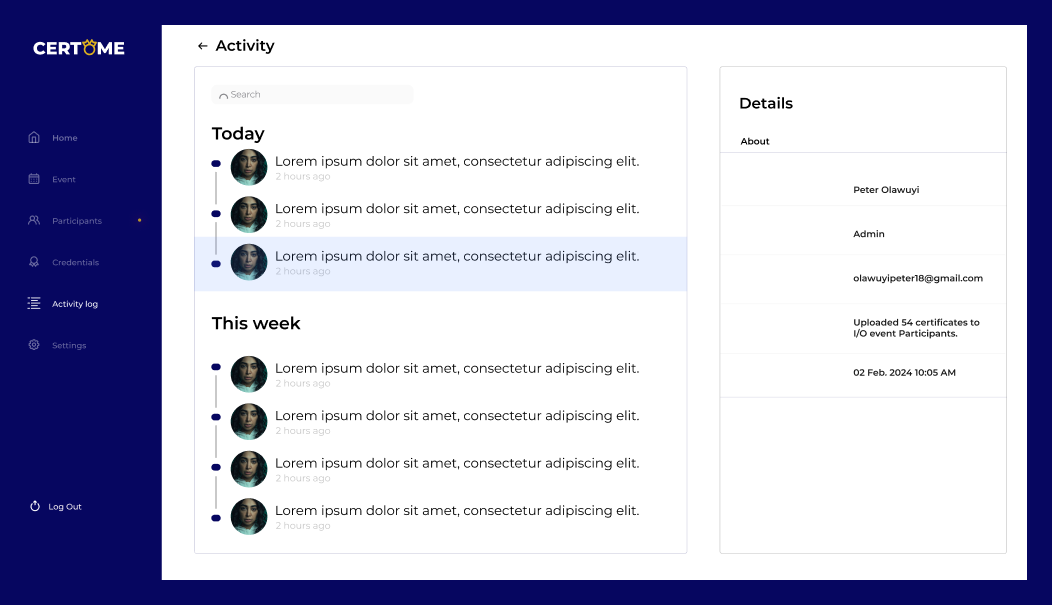 CERTOME
Home
Event
Participants
Credentials
Activity log
Settings
Log Out
← Activity
Search
Today
Lorem ipsum dolor sit amet, consectetur adipiscing elit.
2 hours ago
Lorem ipsum dolor sit amet, consectetur adipiscing elit.
2 hours ago
Lorem ipsum dolor sit amet, consectetur adipiscing elit.
2 hours ago
This week
Lorem ipsum dolor sit amet, consectetur adipiscing elit.
2 hours ago
Lorem ipsum dolor sit amet, consectetur adipiscing elit.
2 hours ago
Lorem ipsum dolor sit amet, consectetur adipiscing elit.
2 hours ago
Lorem ipsum dolor sit amet, consectetur adipiscing elit.
2 hours ago
Details
About
Peter Olawuyi
Admin
olawuyipeter18@gmail.com
Uploaded 54 certificates to
I/O event Participants.
02 Feb. 2024 10:05 AM